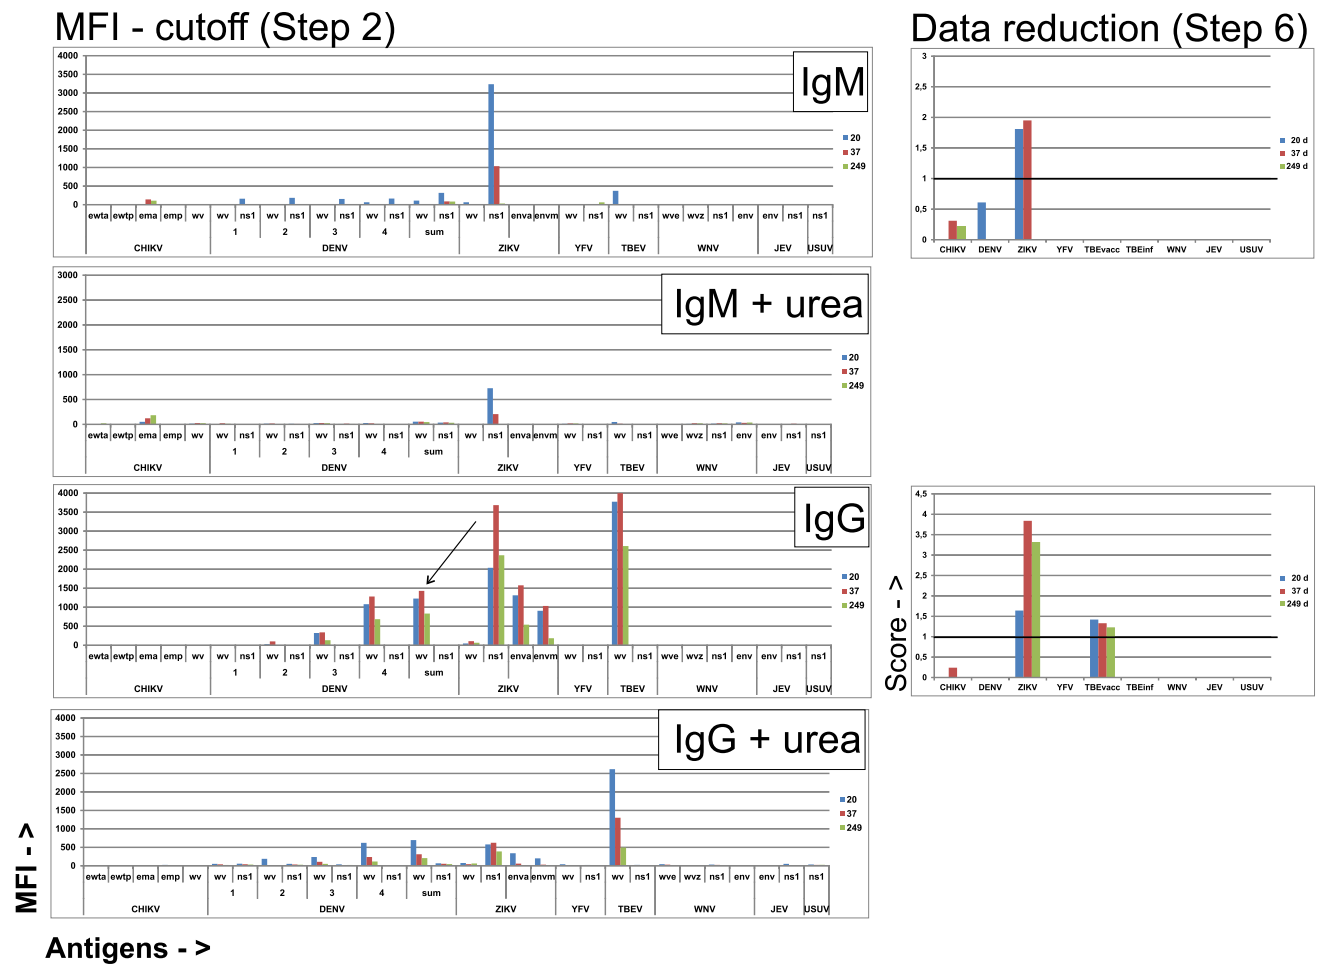 MFI - cutoff (Step 2)
Data reduction (Step 6)
IgM
4000
3500
3000
2500
2000
1500
1000
500
0
20
37
249
ewta ewtp ema emp wv wv ns1 wv ns1 wv ns1 wv ns1 wv ns1 wv ns1 enva envm wv ns1 wv ns1 wve wvz ns1 env env ns1 ns1
1 2 3 4 sum
CHIKV DENV ZIKV YFV TBEV WNV JEV USUV
3
2,5
2
1,5
1
0,5
0
20 d
37 d
249 d
CHIKV DENV ZIKV YFV TBEvacc TBEinf WNV JEV USUV
IgM + urea
3000
2500
2000
1500
1000
500
0
20
37
249
ewta ewtp ema emp wv wv ns1 wv ns1 wv ns1 wv ns1 wv ns1 wv ns1 enva envm wv ns1 wv ns1 wve wvz ns1 env env ns1 ns1
1 2 3 4 sum
CHIKV DENV ZIKV YFV TBEV WNV JEV USUV
IgG
4000
3500
3000
2500
2000
1500
1000
500
0
20
37
249
ewta ewtp ema emp wv wv ns1 wv ns1 wv ns1 wv ns1 wv ns1 wv ns1 enva envm wv ns1 wv ns1 wve wvz ns1 env env ns1 ns1
1 2 3 4 sum
CHIKV DENV ZIKV YFV TBEV WNV JEV USUV
Score - >
4,5
4
3,5
3
2,5
2
1,5
1
0,5
0
20 d
37 d
249 d
CHIKV DENV ZIKV YFV TBEvacc TBEinf WNV JEV USUV
IgG + urea
4000
3500
3000
2500
2000
1500
1000
500
0
20
37
249
ewta ewtp ema emp wv wv ns1 wv ns1 wv ns1 wv ns1 wv ns1 wv ns1 enva envm wv ns1 wv ns1 wve wvz ns1 env env ns1 ns1
1 2 3 4 sum
CHIKV DENV ZIKV YFV TBEV WNV JEV USUV
MFI - >
Antigens - >